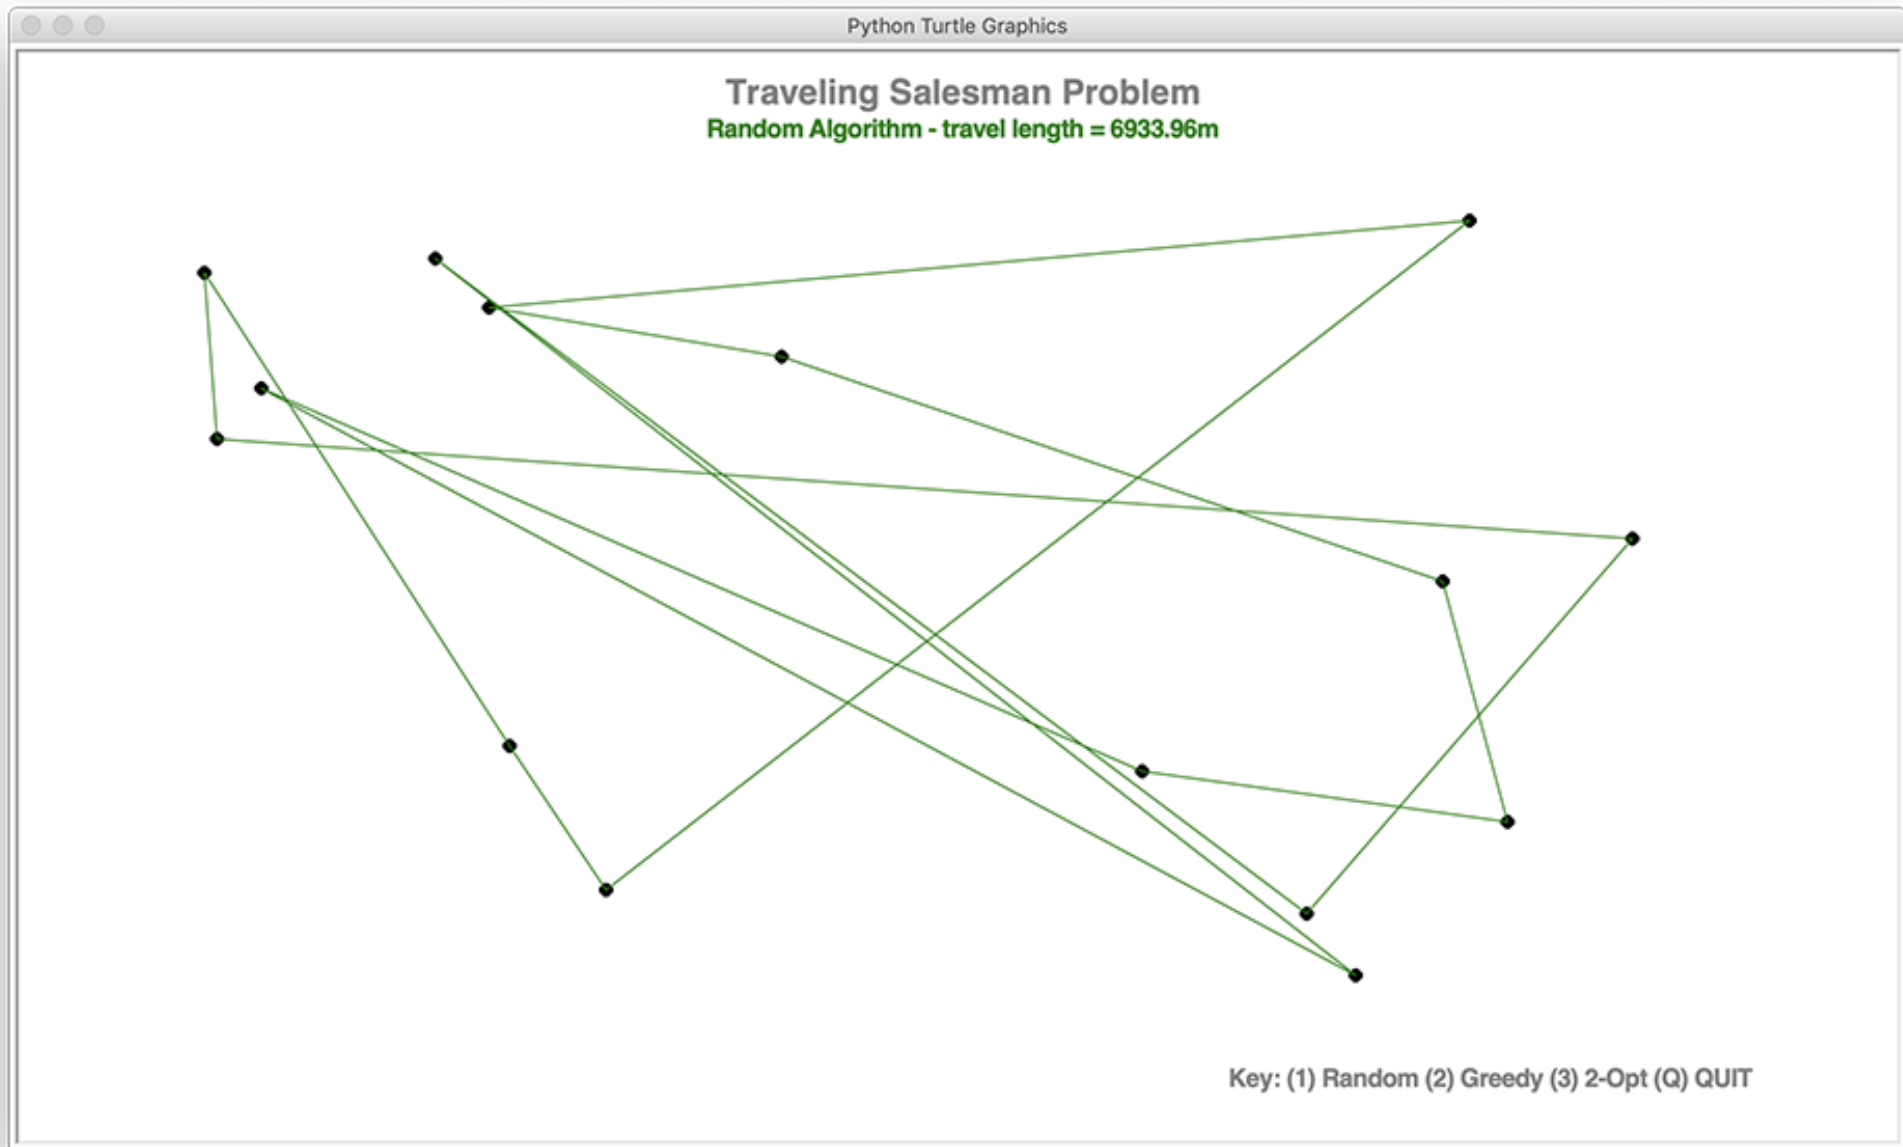 Python Turtle Graphics
Traveling Salesman Problem
Random Algorithm - travel length = 6933.96m
Key: (1) Random (2) Greedy (3) 2-Opt (Q) QUIT